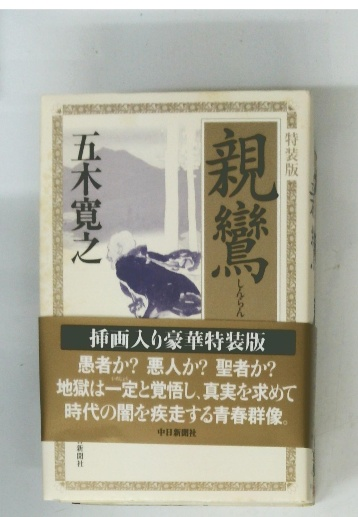 特装版
親鸞
しんらん
五木寛之
挿画入り豪華特装版
愚者か? 悪人か? 聖者か?
地獄は一定と覚悟し、真実を求めて
時代の闇を疾走する青春群像。
中日新聞社
新聞社